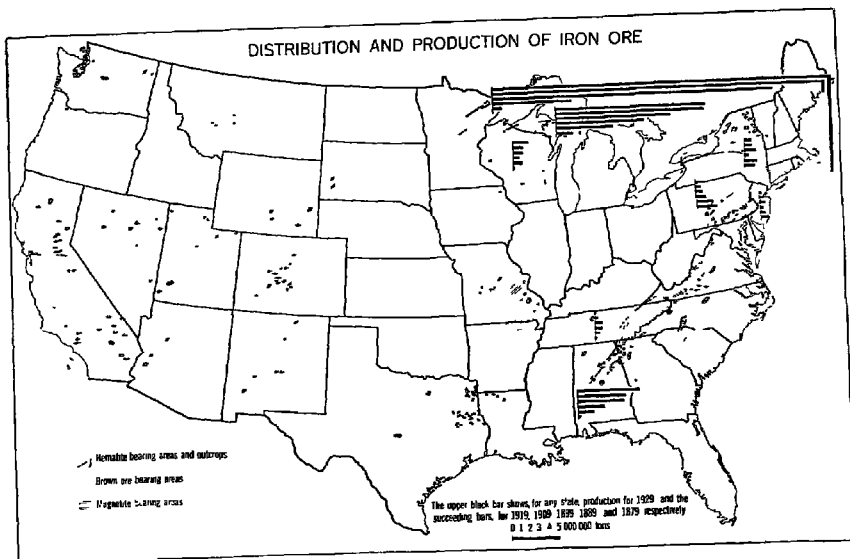 DISTRIBUTION AND PRODUCTION OF IRON ORE
Hematite bearing areas and outcrops
Brown ore bearing areas
Magnetite bearing areas
The upper black bar shows, for any state, production for 1929 and the
succeeding bars, for 1919, 1909 1899 1889 and 1879 respectively
0 1 2 3 4 5 000 000 tons